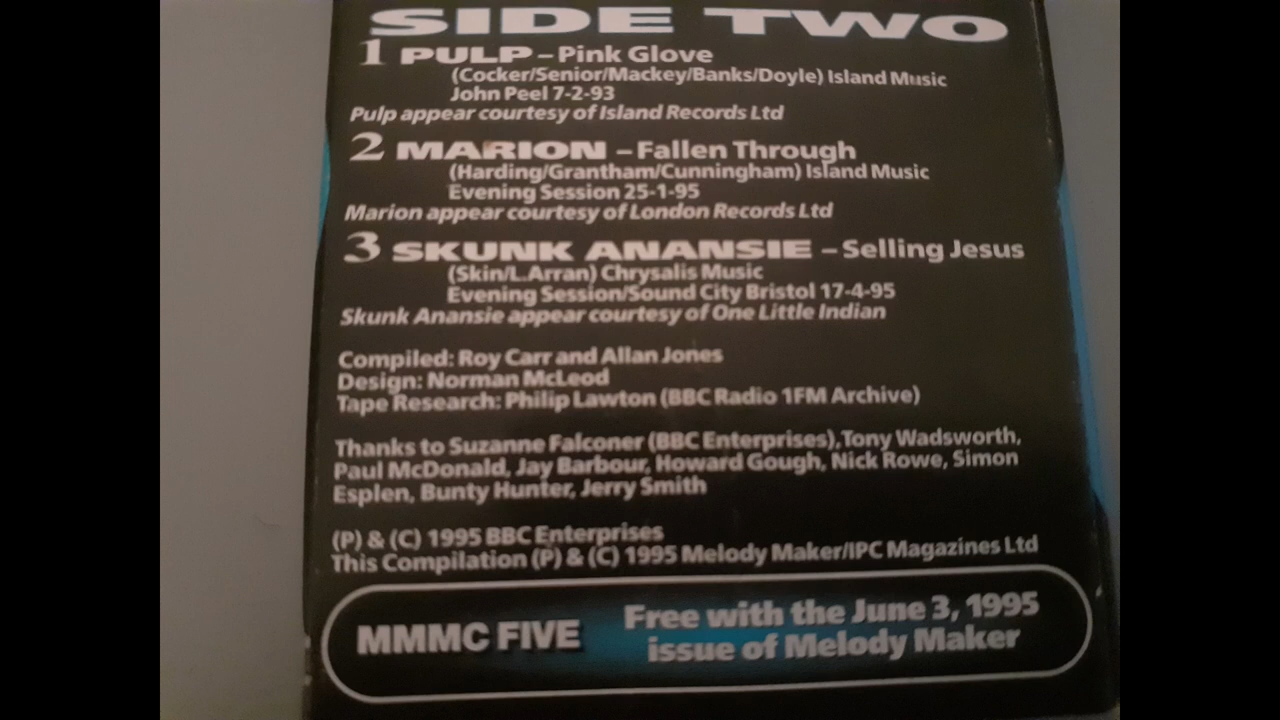 SIDE TWO
1 PULP – Pink Glove
(Cocker/Senior/Mackey/Banks/Doyle) Island Music
John Peel 7-2-93
Pulp appear courtesy of Island Records Ltd
2 MARION – Fallen Through
(Harding/Grantham/Cunningham) Island Music
Evening Session 25-1-95
Marion appear courtesy of London Records Ltd
3 SKUNK ANANSIE – Selling Jesus
(Skin/L.Arran) Chrysalis Music
Evening Session/Sound City Bristol 17-4-95
Skunk Anansie appear courtesy of One Little Indian
Compiled: Roy Carr and Allan Jones
Design: Norman McLeod
Tape Research: Philip Lawton (BBC Radio 1FM Archive)
Thanks to Suzanne Falconer (BBC Enterprises), Tony Wadsworth,
Paul McDonald, Jay Barbour, Howard Gough, Nick Rowe, Simon
Esplen, Bunty Hunter, Jerry Smith
(P) & (C) 1995 BBC Enterprises
This Compilation (P) & (C) 1995 Melody Maker/IPC Magazines Ltd
MMMC FIVE
Free with the June 3, 1995
issue of Melody Maker